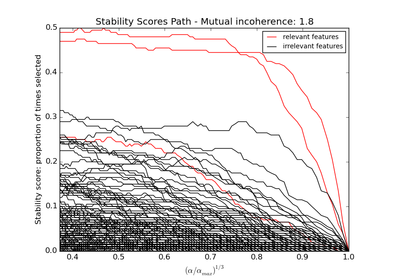 Stability Scores Path - Mutual incoherence: 1.8
0.5
0.4
0.3
0.2
0.1
0.0
Stability score: proportion of times selected
relevant features
irrelevant features
0.4
0.5
0.6
0.7
0.8
0.9
1.0
(α/α_max)^1/3